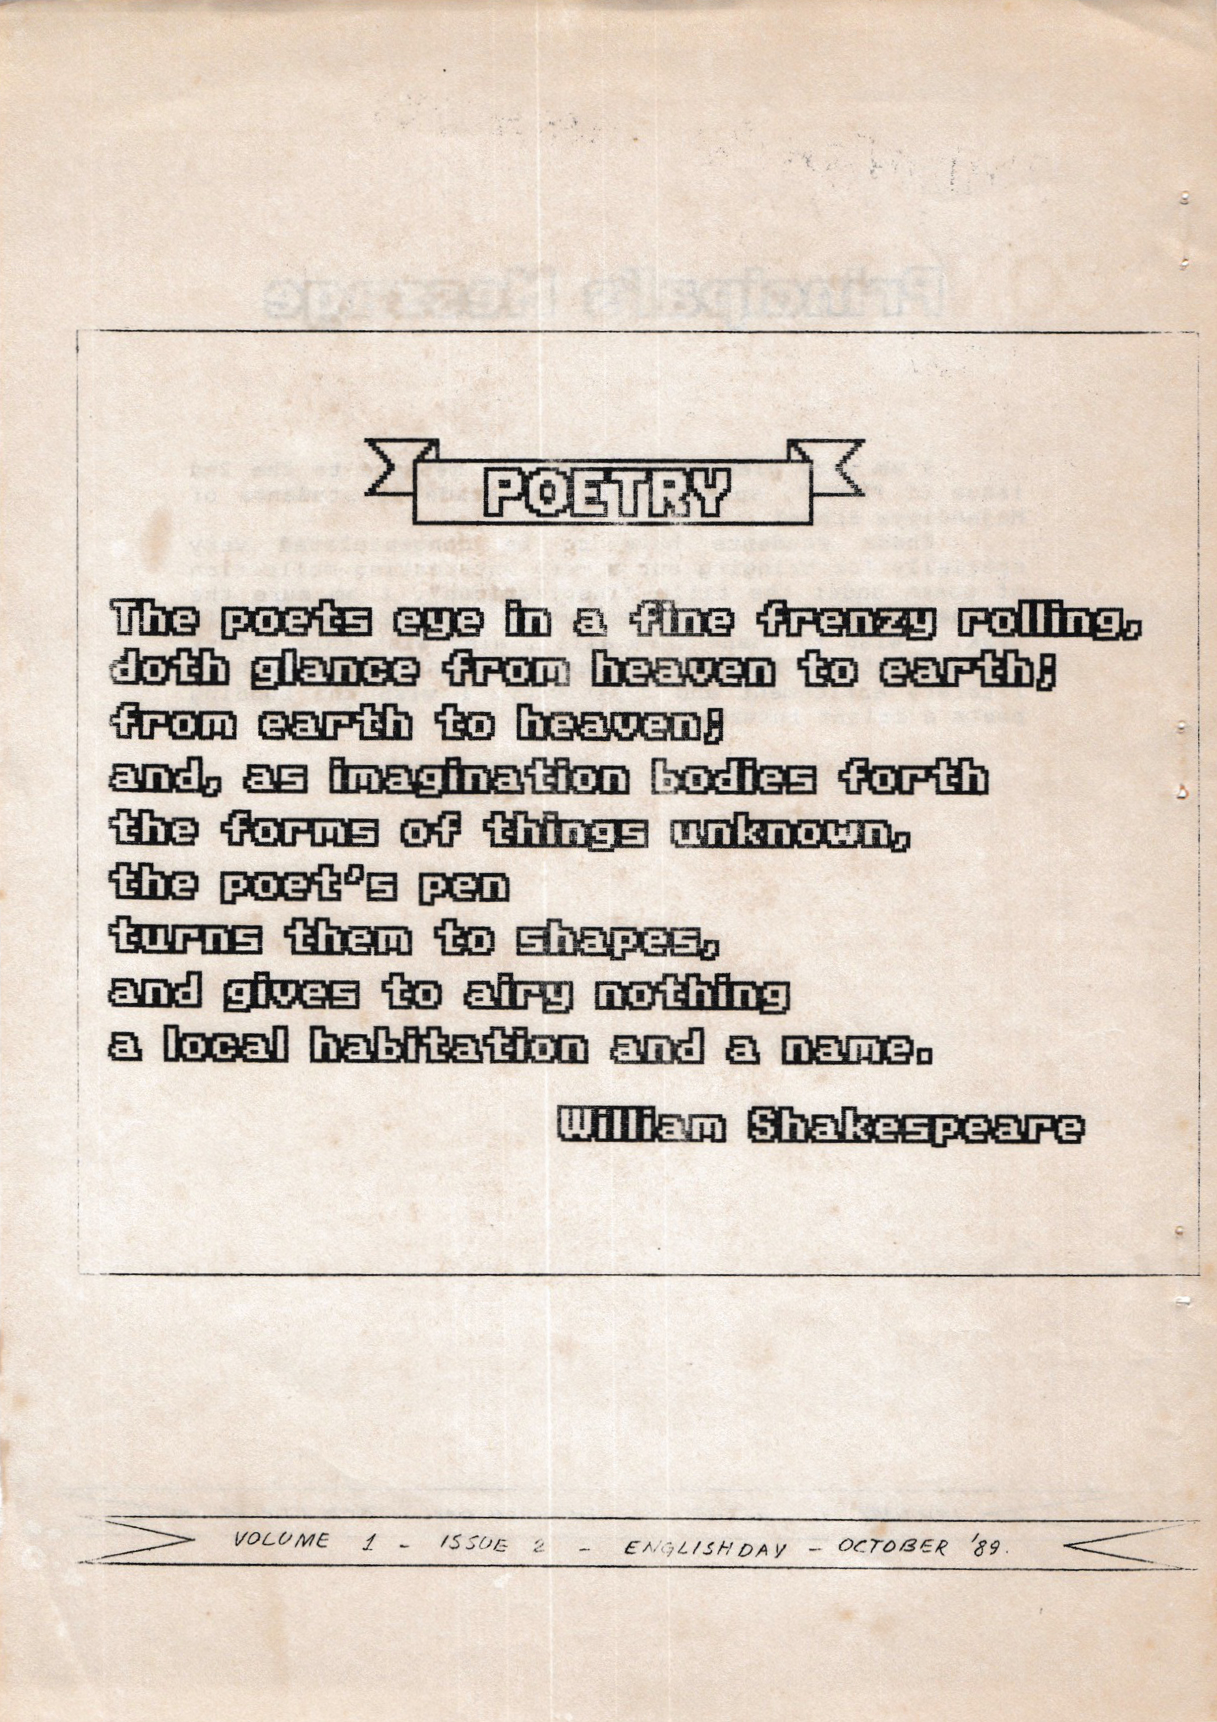 POETRY
The poets eye in a fine frenzy rolling,
doth glance from heaven to earth;
from earth to heaven;
and, as imagination bodies forth
the forms of things unknown,
the poet's pen
turns them to shapes,
and gives to airy nothing
a local habitation and a name.
William Shakespeare
VOLUME 1 - ISSUE 2 - ENGLISHDAY - OCTOBER '89.